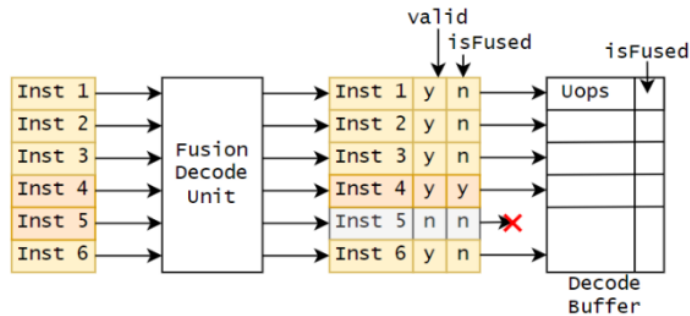 valid
isFused
isFused
Inst 1
Inst 1 y n
Uops
Inst 2
Inst 2 y n
Inst 3
Fusion
Decode
Unit
Inst 3 y n
Inst 4
Inst 4 y y
Inst 5
Inst 5 n n
Inst 6
Inst 6 y n
Decode
Buffer